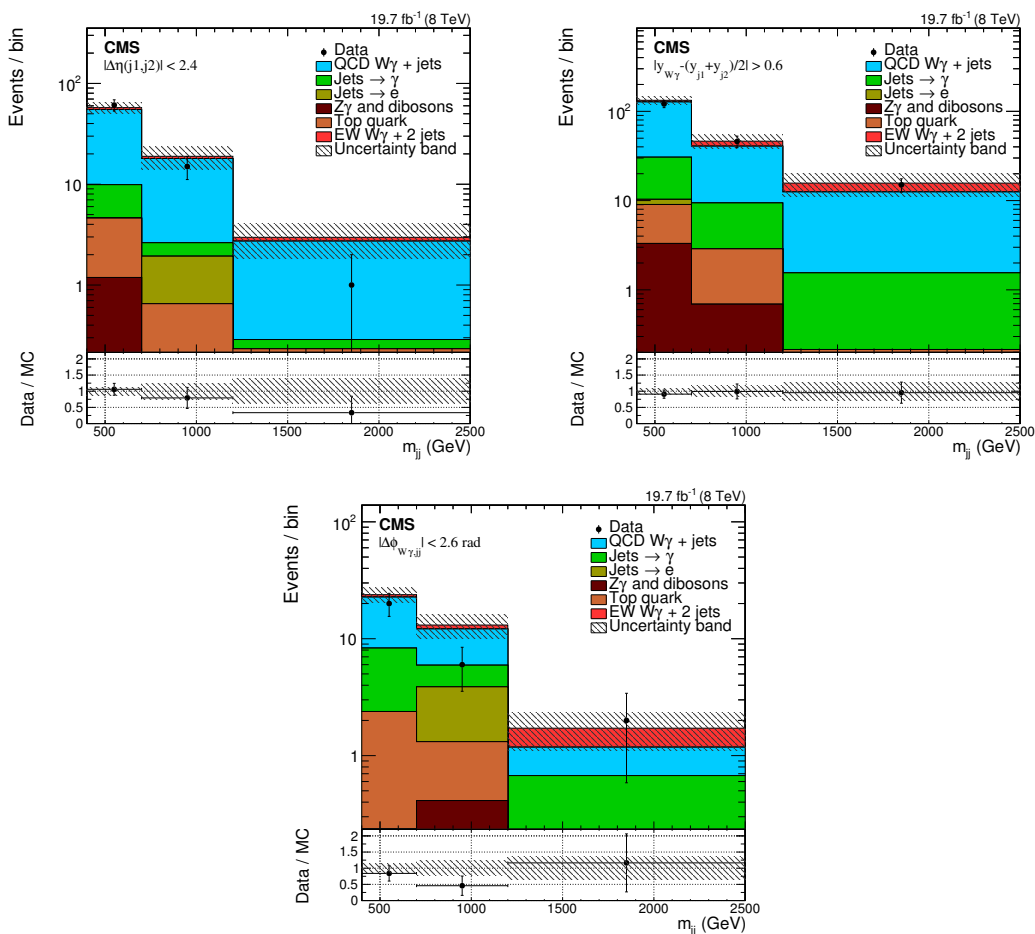 19.7 fb⁻¹ (8 TeV)
CMS
|Δη(j1,j2)| < 2.4
Data
QCD Wγ + jets
Jets → γ
Jets → e
Zγ and dibosons
Top quark
EW Wγ + 2 jets
Uncertainty band
Events / bin
10²
10
1
Data / MC
2
1.5
1
0.5
0
500 1000 1500 2000 2500
m_jj (GeV)
19.7 fb⁻¹ (8 TeV)
CMS
|y_Wγ-(y_j1+y_j2)/2| > 0.6
Data
QCD Wγ + jets
Jets → γ
Jets → e
Zγ and dibosons
Top quark
EW Wγ + 2 jets
Uncertainty band
Events / bin
10²
10
1
Data / MC
2
1.5
1
0.5
0
500 1000 1500 2000 2500
m_jj (GeV)
19.7 fb⁻¹ (8 TeV)
CMS
|Δϕ_Wγ,jj| < 2.6 rad
Data
QCD Wγ + jets
Jets → γ
Jets → e
Zγ and dibosons
Top quark
EW Wγ + 2 jets
Uncertainty band
Events / bin
10²
10
1
Data / MC
2
1.5
1
0.5
0
500 1000 1500 2000 2500
m_jj (GeV)